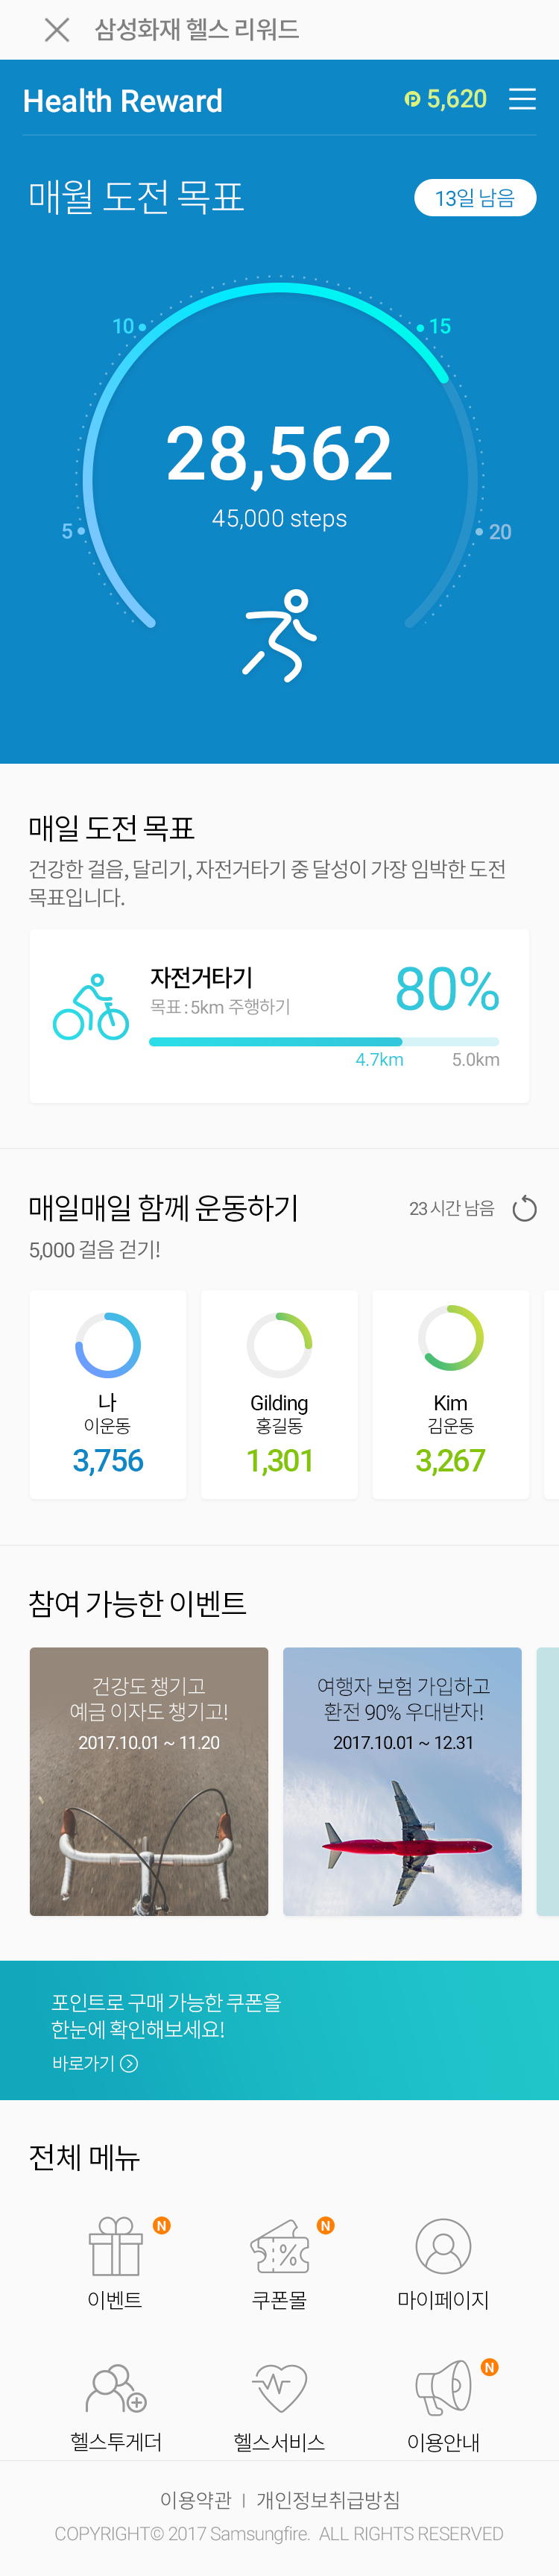 삼성화재 헬스 리워드
Health Reward
P 5,620
매월 도전 목표
13일 남음
10
15
28,562
45,000 steps
5
20
매일 도전 목표
건강한 걸음, 달리기, 자전거타기 중 달성이 가장 임박한 도전
목표입니다.
자전거타기
80%
목표 : 5km 주행하기
4.7km
5.0km
매일매일 함께 운동하기
23시간 남음
5,000 걸음 걷기!
나
이운동
3,756
Gilding
홍길동
1,301
Kim
김운동
3,267
참여 가능한 이벤트
건강도 챙기고
예금 이자도 챙기고!
2017.10.01 ~ 11.20
여행자 보험 가입하고
환전 90% 우대받자!
2017.10.01 ~ 12.31
포인트로 구매 가능한 쿠폰을
한눈에 확인해보세요!
바로가기
전체 메뉴
N
이벤트
N
%
쿠폰몰
마이페이지
헬스투게더
헬스서비스
N
이용안내
이용약관 | 개인정보취급방침
COPYRIGHT© 2017 Samsungfire. ALL RIGHTS RESERVED